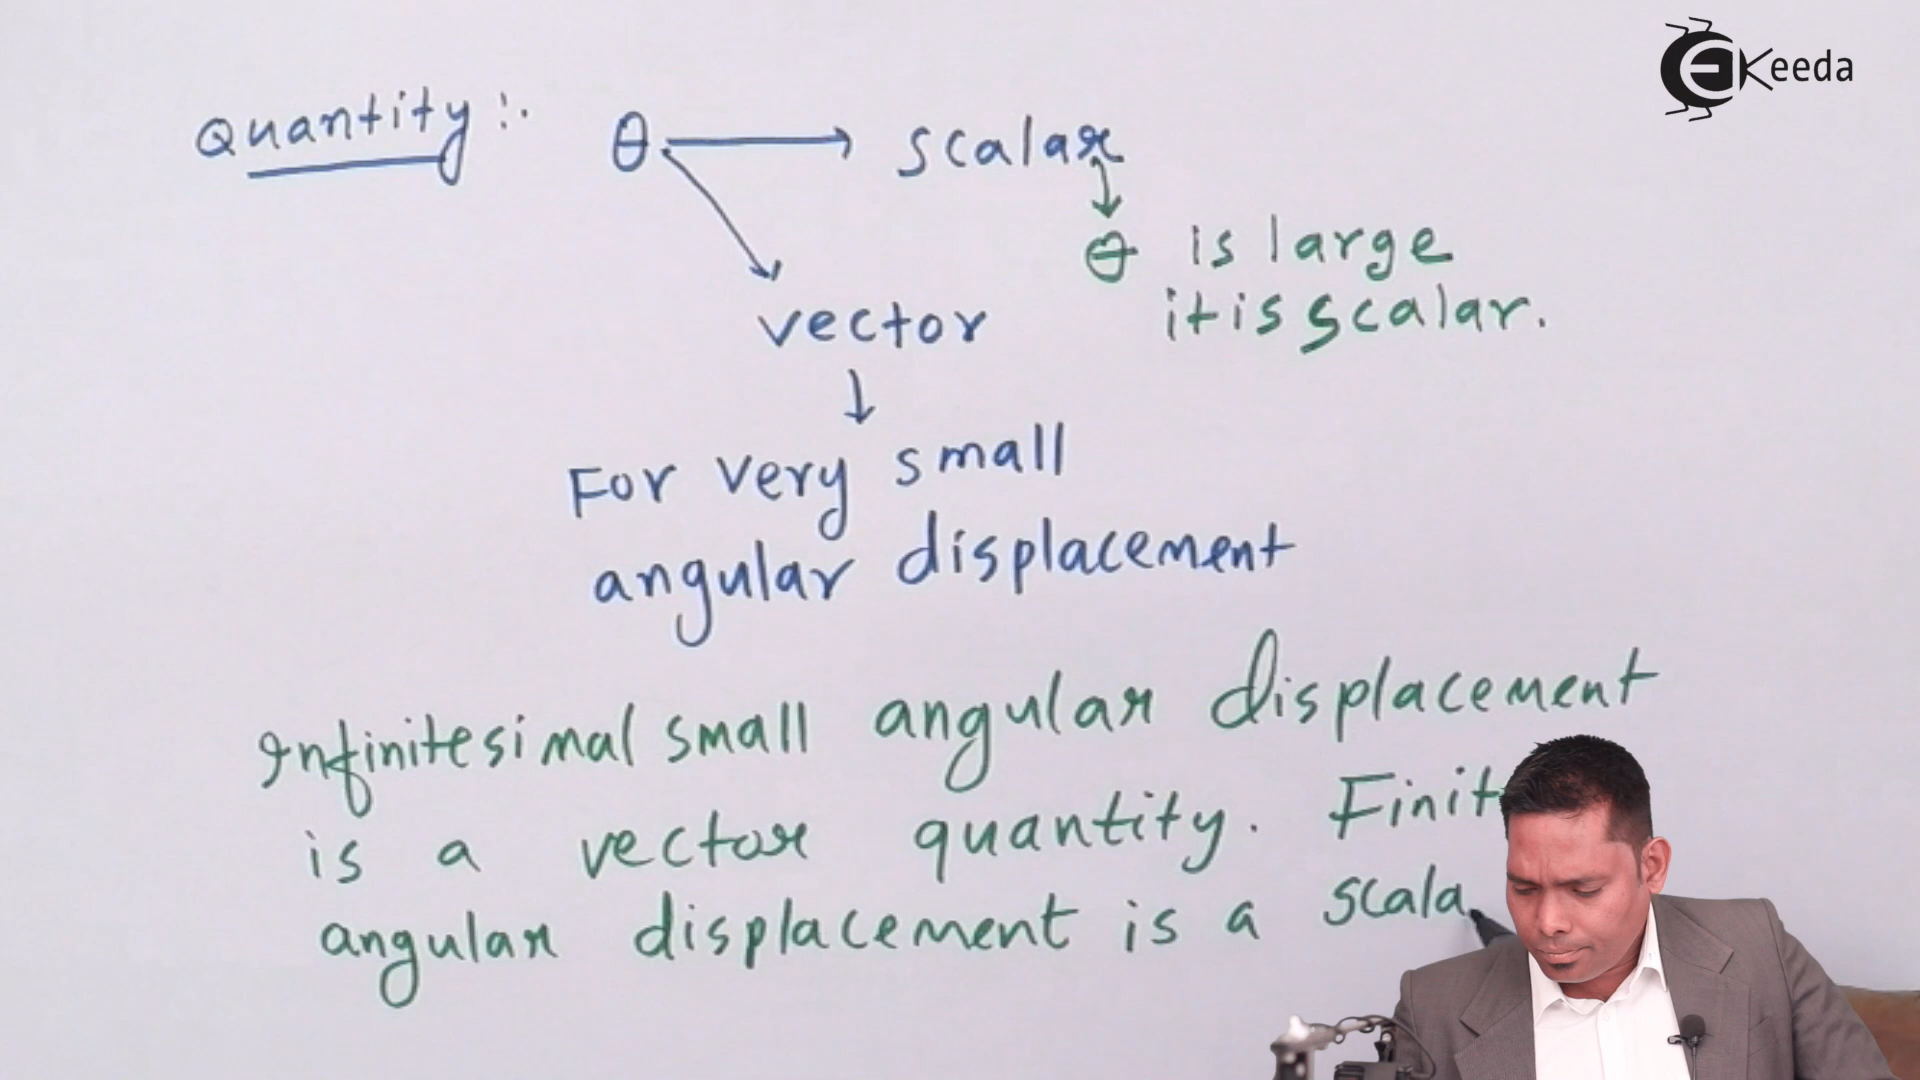 Keeda
Quantity :-
θ → scalar
↓
θ is large
it is scalar.
vector
↓
For very small
angular displacement
Infinitesimal small angular displacement
is a vector quantity. Finit
angular displacement is a scala